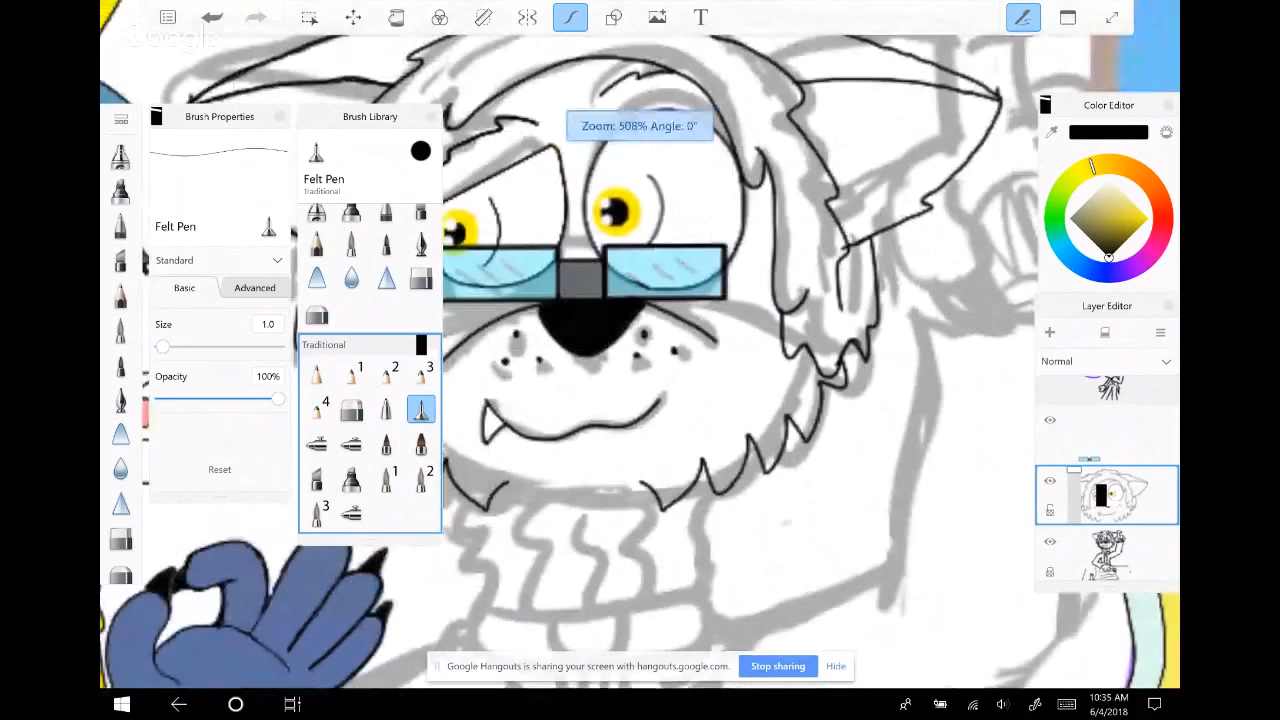 Google
T
Brush Properties
Felt Pen
Standard
Basic Advanced
Size 1.0
Opacity 100%
Reset
Brush Library
Felt Pen
Traditional
Traditional
1 2 3
4
1 2
3
Zoom: 508% Angle: 0°
Color Editor
Layer Editor
Normal
Google Hangouts is sharing your screen with hangouts.google.com. Stop sharing Hide
10:35 AM
6/4/2018